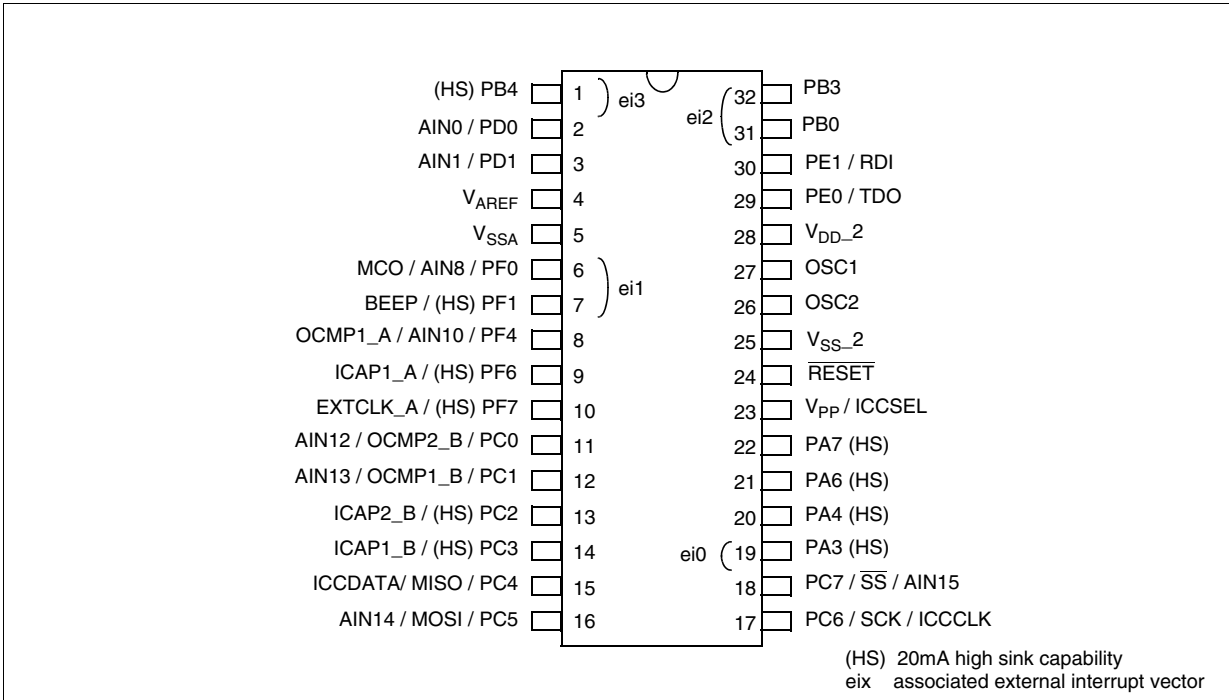 (HS) PB4 1 ei3 ei2 32 PB3
AIN0 / PD0 2 31 PB0
AIN1 / PD1 3 30 PE1 / RDI
VAREF 4 29 PE0 / TDO
VSSA 5 28 VDD_2
MCO / AIN8 / PF0 6 ei1 27 OSC1
BEEP / (HS) PF1 7 26 OSC2
OCMP1_A / AIN10 / PF4 8 25 VSS_2
ICAP1_A / (HS) PF6 9 24 RESET
EXTCLK_A / (HS) PF7 10 23 VPP / ICCSEL
AIN12 / OCMP2_B / PC0 11 22 PA7 (HS)
AIN13 / OCMP1_B / PC1 12 21 PA6 (HS)
ICAP2_B / (HS) PC2 13 20 PA4 (HS)
ICAP1_B / (HS) PC3 14 ei0 19 PA3 (HS)
ICCDATA/ MISO / PC4 15 18 PC7 / SS / AIN15
AIN14 / MOSI / PC5 16 17 PC6 / SCK / ICCCLK
(HS) 20mA high sink capability
eix associated external interrupt vector